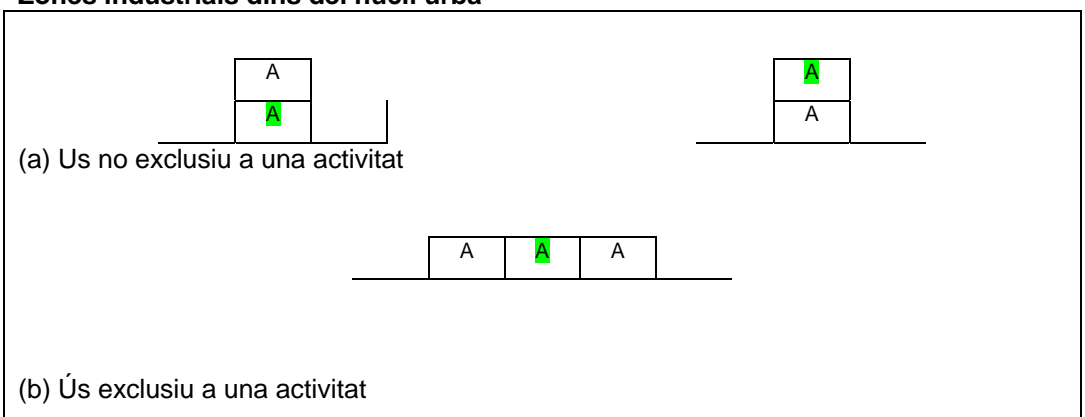 Zones industrials dins del nucli urbà
A A
A A
(a) Us no exclusiu a una activitat
A A A
(b) Ús exclusiu a una activitat